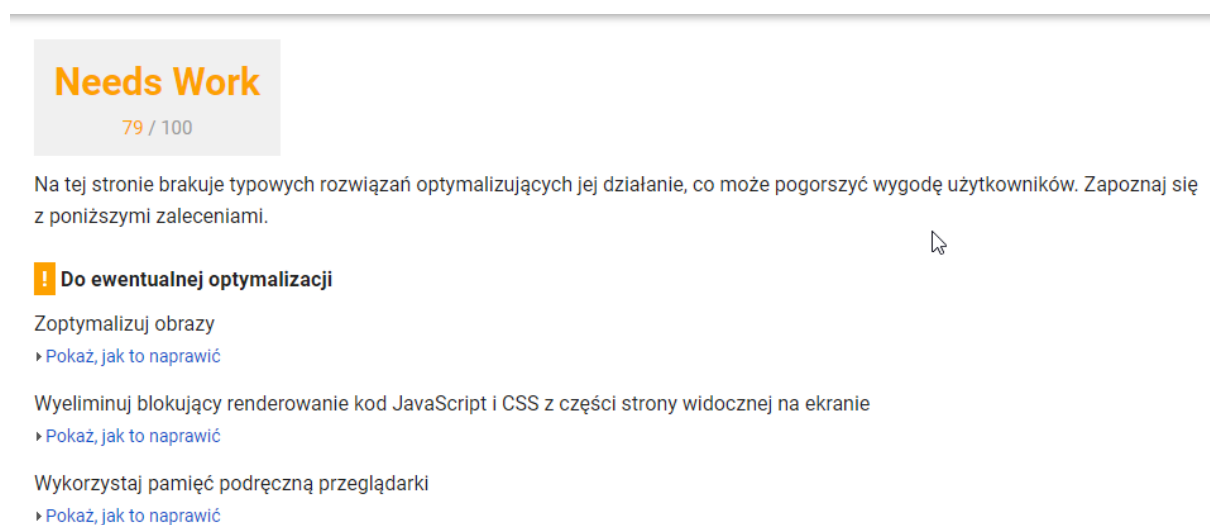 Needs Work
79 / 100
Na tej stronie brakuje typowych rozwiązań optymalizujących jej działanie, co może pogorszyć wygodę użytkowników. Zapoznaj się
z poniższymi zaleceniami.
! Do ewentualnej optymalizacji
Zoptymalizuj obrazy
Pokaż, jak to naprawić
Wyeliminuj blokujący renderowanie kod JavaScript i CSS z części strony widocznej na ekranie
Pokaż, jak to naprawić
Wykorzystaj pamięć podręczną przeglądarki
Pokaż, jak to naprawić